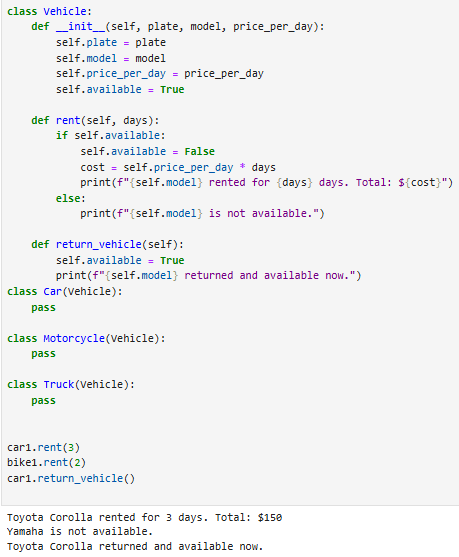 class Vehicle:
    def __init__(self, plate, model, price_per_day):
        self.plate = plate
        self.model = model
        self.price_per_day = price_per_day
        self.available = True

    def rent(self, days):
        if self.available:
            self.available = False
            cost = self.price_per_day * days
            print(f"{self.model} rented for {days} days. Total: ${cost}")
        else:
            print(f"{self.model} is not available.")

    def return_vehicle(self):
        self.available = True
        print(f"{self.model} returned and available now.")
class Car(Vehicle):
    pass

class Motorcycle(Vehicle):
    pass

class Truck(Vehicle):
    pass


car1.rent(3)
bike1.rent(2)
car1.return_vehicle()

Toyota Corolla rented for 3 days. Total: $150
Yamaha is not available.
Toyota Corolla returned and available now.